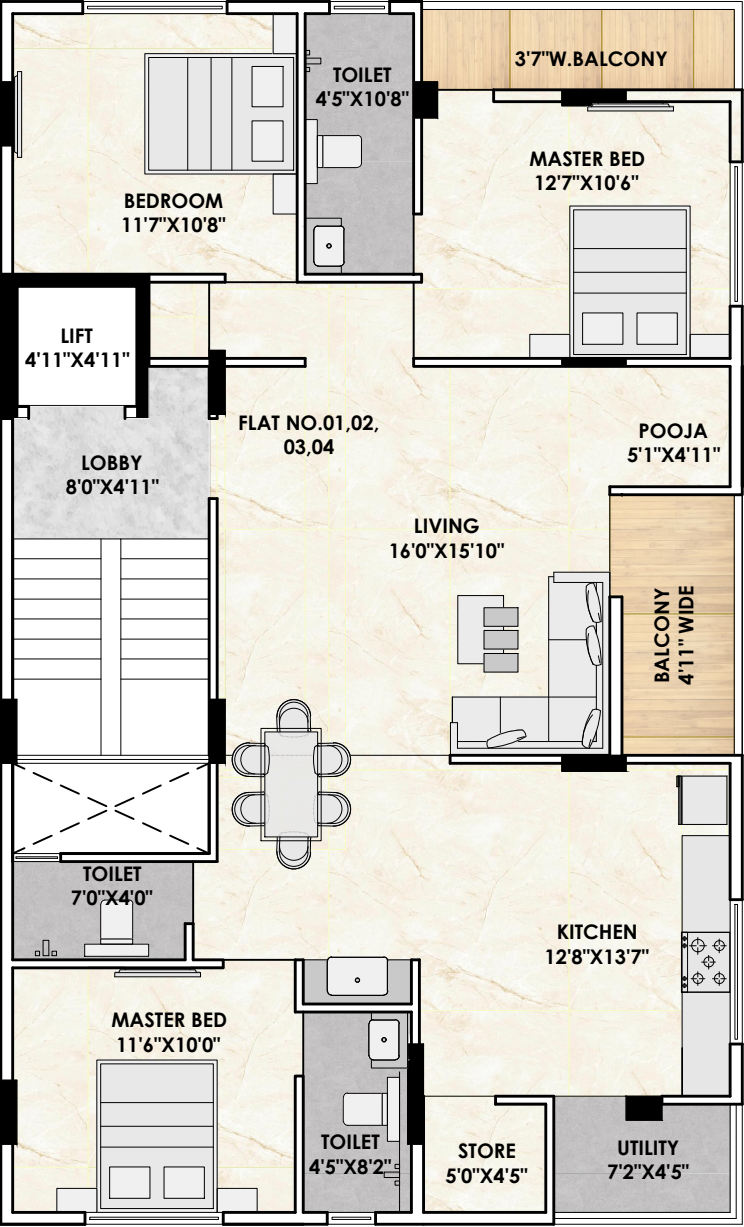 3'7"W.BALCONY
TOILET
4'5"X10'8"
MASTER BED
12'7"X10'6"
BEDROOM
11'7"X10'8"
LIFT
4'11"X4'11"
FLAT NO.01,02,
03,04
POOJA
5'1"X4'11"
LOBBY
8'0"X4'11"
LIVING
16'0"X15'10"
BALCONY
4'11" WIDE
TOILET
7'0"X4'0"
KITCHEN
12'8"X13'7"
MASTER BED
11'6"X10'0"
TOILET
4'5"X8'2"
STORE
5'0"X4'5"
UTILITY
7'2"X4'5"